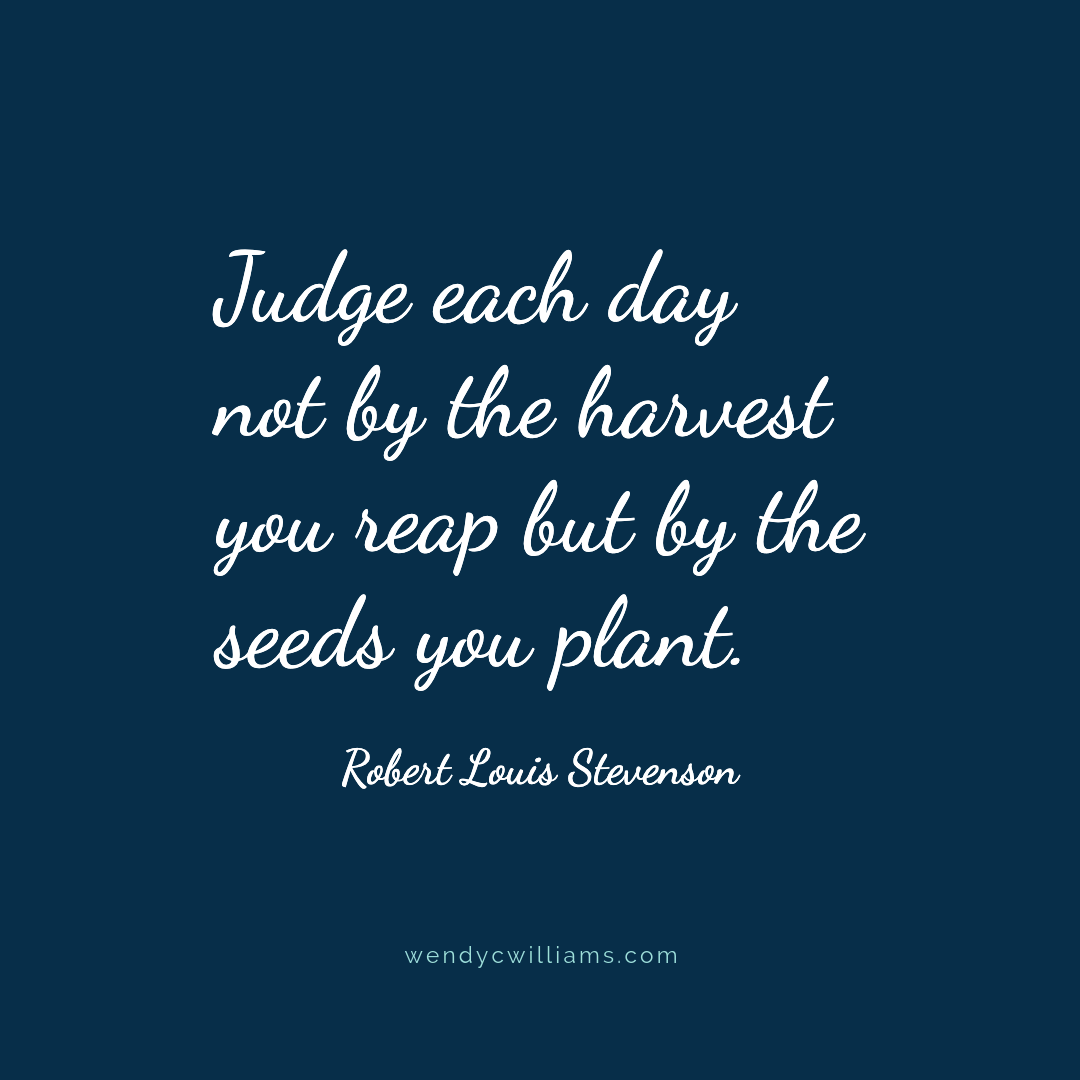 Judge each day
not by the harvest
you reap but by the
seeds you plant.
Robert Louis Stevenson
wendycwilliams.com